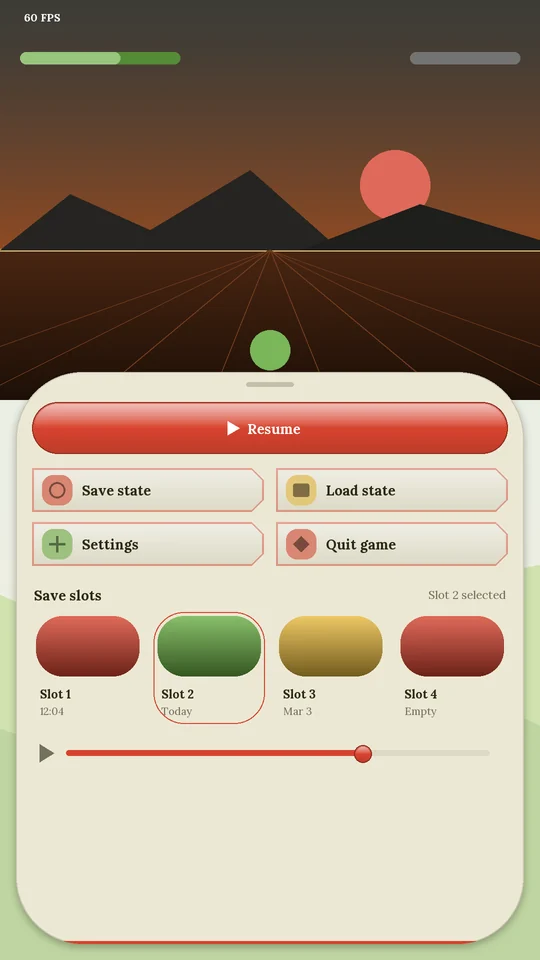 60 FPS
Resume
Save state
Load state
Settings
Quit game
Save slots
Slot 2 selected
Slot 1
12:04
Slot 2
Today
Slot 3
Mar 3
Slot 4
Empty